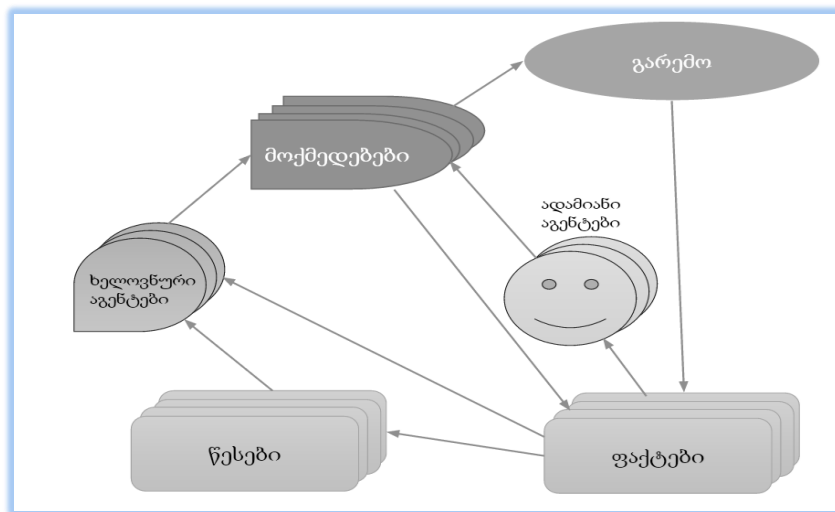 გარემო
მოქმედებები
ადამიანი
აგენტები
ხელოვნური
აგენტები
წესები
ფაქტები